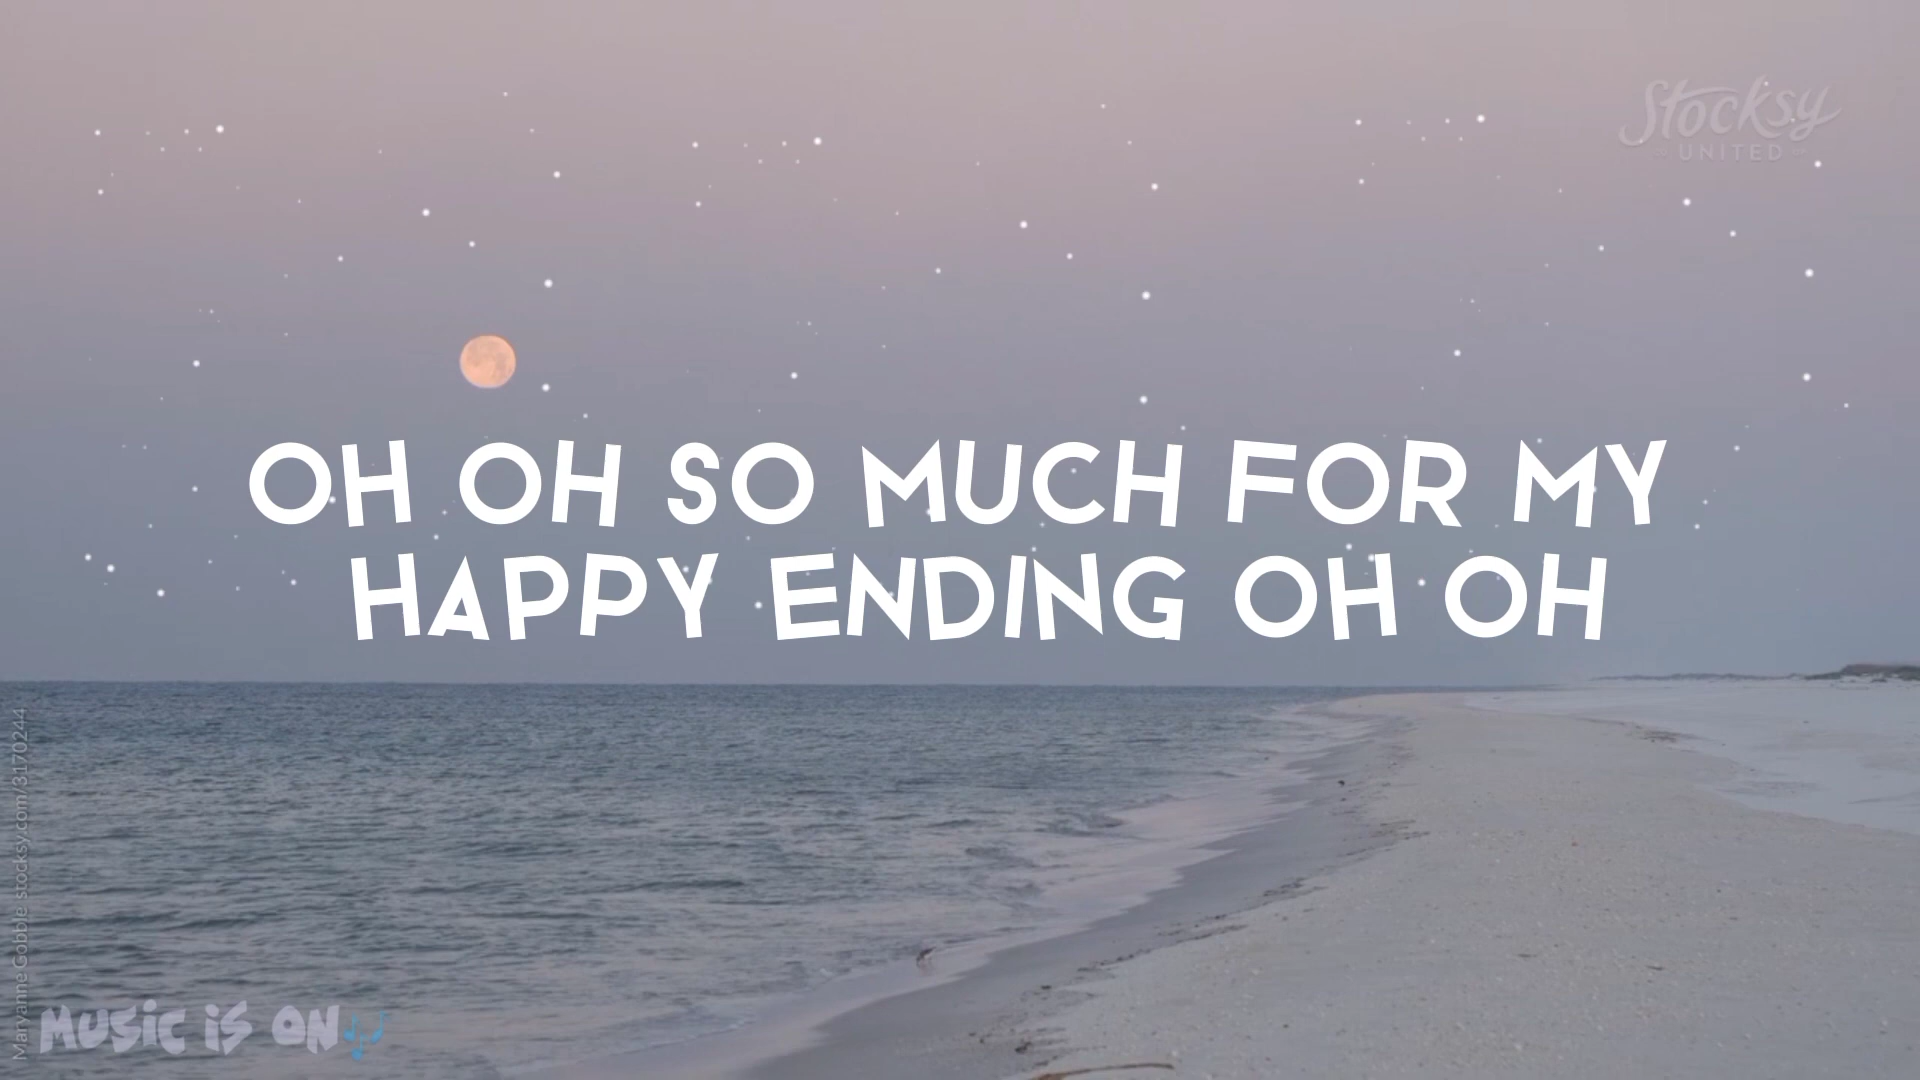 Stocksy
UNITED
OH OH SO MUCH FOR MY
HAPPY ENDING OH OH
Maryanne Gobble stocksy.com/3170244
MUSIC IS ON